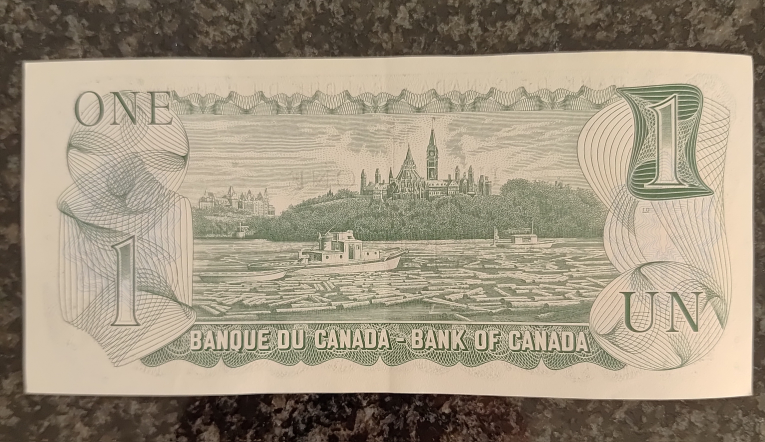 ONE
1
1
UN
BANQUE DU CANADA - BANK OF CANADA